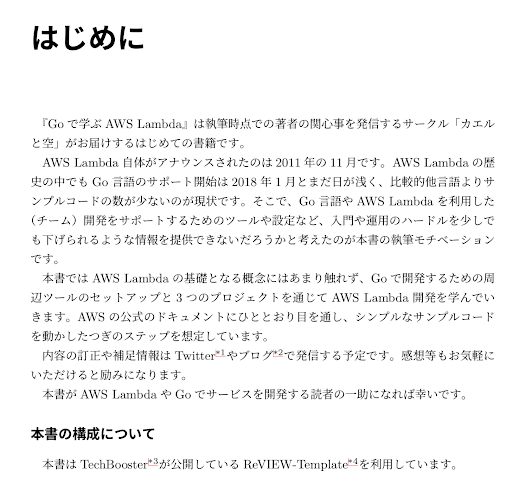 はじめに
『Go で学ぶ AWS Lambda』は執筆時点での著者の関心事を発信するサークル「カエル
と空」がお届けするはじめての書籍です。
AWS Lambda 自体がアナウンスされたのは 2011 年の 11 月です。AWS Lambda の歴
史の中でも Go 言語のサポート開始は 2018 年 1 月とまだ日が浅く、比較的他言語よりサ
ンプルコードの数が少ないのが現状です。そこで、Go 言語や AWS Lambda を利用した
(チーム)開発をサポートするためのツールや設定など、入門や運用のハードルを少しで
も下げられるような情報を提供できないだろうかと考えたのが本書の執筆モチベーション
です。
本書では AWS Lambda の基礎となる概念にはあまり触れず、Go で開発するための周
辺ツールのセットアップと 3 つのプロジェクトを通じて AWS Lambda 開発を学んでい
きます。AWS の公式のドキュメントにひととおり目を通し、シンプルなサンプルコード
を動かしたつぎのステップを想定しています。
内容の訂正や補足情報は Twitter*1やブログ*2で発信する予定です。感想等もお気軽に
いただけると励みになります。
本書が AWS Lambda や Go でサービスを開発する読者の一助になれば幸いです。
本書の構成について
本書は TechBooster*3が公開している ReVIEW-Template*4を利用しています。